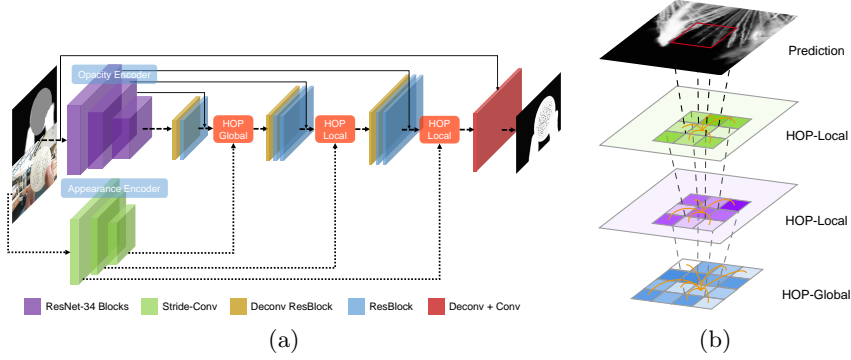 Opacity Encoder
HOP
Global
HOP
Local
HOP
Local
Appearance Encoder
ResNet-34 Blocks
Stride-Conv
Deconv ResBlock
ResBlock
Deconv + Conv
(a)
Prediction
HOP-Local
HOP-Local
HOP-Global
(b)